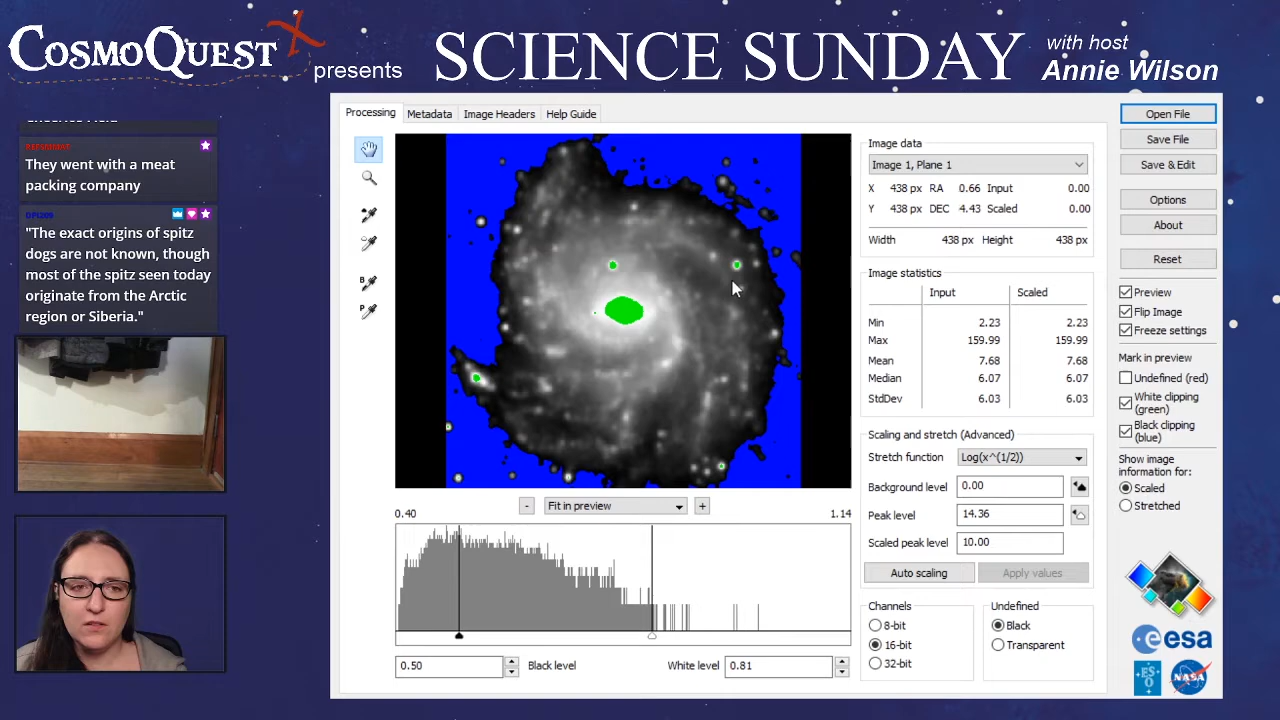 CosmoQuest X
presents
SCIENCE SUNDAY
with host
Annie Wilson
They went with a meat
packing company
"The exact origins of spitz
dogs are not known, though
most of the spitz seen today
originate from the Arctic
region or Siberia."
Processing
Metadata
Image Headers
Help Guide
Image data
Image 1, Plane 1
X 438 px RA 0.66 Input 0.00
Y 438 px DEC 4.43 Scaled 0.00
Width 438 px Height 438 px
Image statistics
Input Scaled
Min 2.23 2.23
Max 159.99 159.99
Mean 7.68 7.68
Median 6.07 6.07
StdDev 6.03 6.03
Scaling and stretch (Advanced)
Stretch function Log(x^(1/2))
Background level 0.00
Peak level 14.36
Scaled peak level 10.00
Auto scaling
Apply values
Channels
8-bit
16-bit
32-bit
Undefined
Black
Transparent
B
P
- Fit in preview +
0.40 1.14
0.50 Black level
White level 0.81
Open File
Save File
Save & Edit
Options
About
Reset
Preview
Flip Image
Freeze settings
Mark in preview
Undefined (red)
White clipping
(green)
Black clipping
(blue)
Show image
information for:
Scaled
Stretched
esa
ES
O
NASA